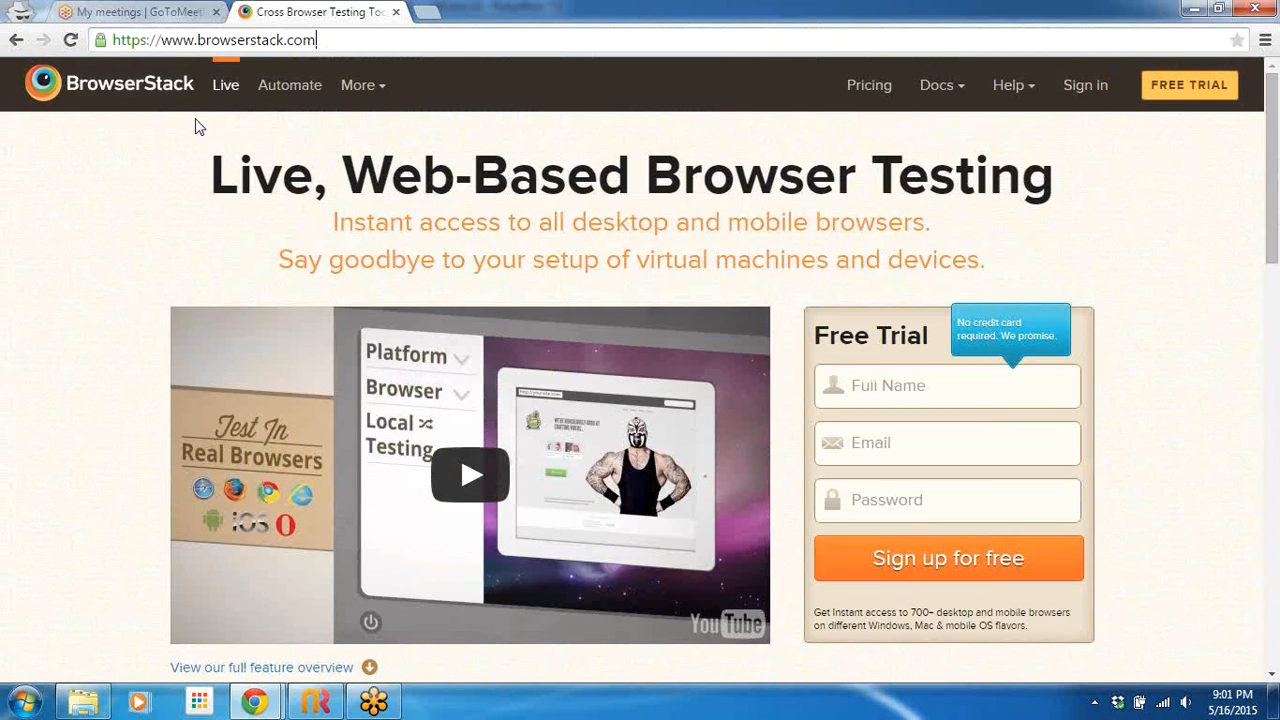 My meetings | GoToMeeti
Cross Browser Testing Too
https://www.browserstack.com
BrowserStack
Live
Automate
More
Pricing
Docs
Help
Sign in
FREE TRIAL
Live, Web-Based Browser Testing
Instant access to all desktop and mobile browsers.
Say goodbye to your setup of virtual machines and devices.
Test In
Real Browsers
iOS
Platform
Browser
Local
Testing
YouTube
View our full feature overview
Free Trial
No credit card
required. We promise.
Full Name
Email
Password
Sign up for free
Get Instant access to 700+ desktop and mobile browsers
on different Windows, Mac & mobile OS flavors.
9:01 PM
5/16/2015